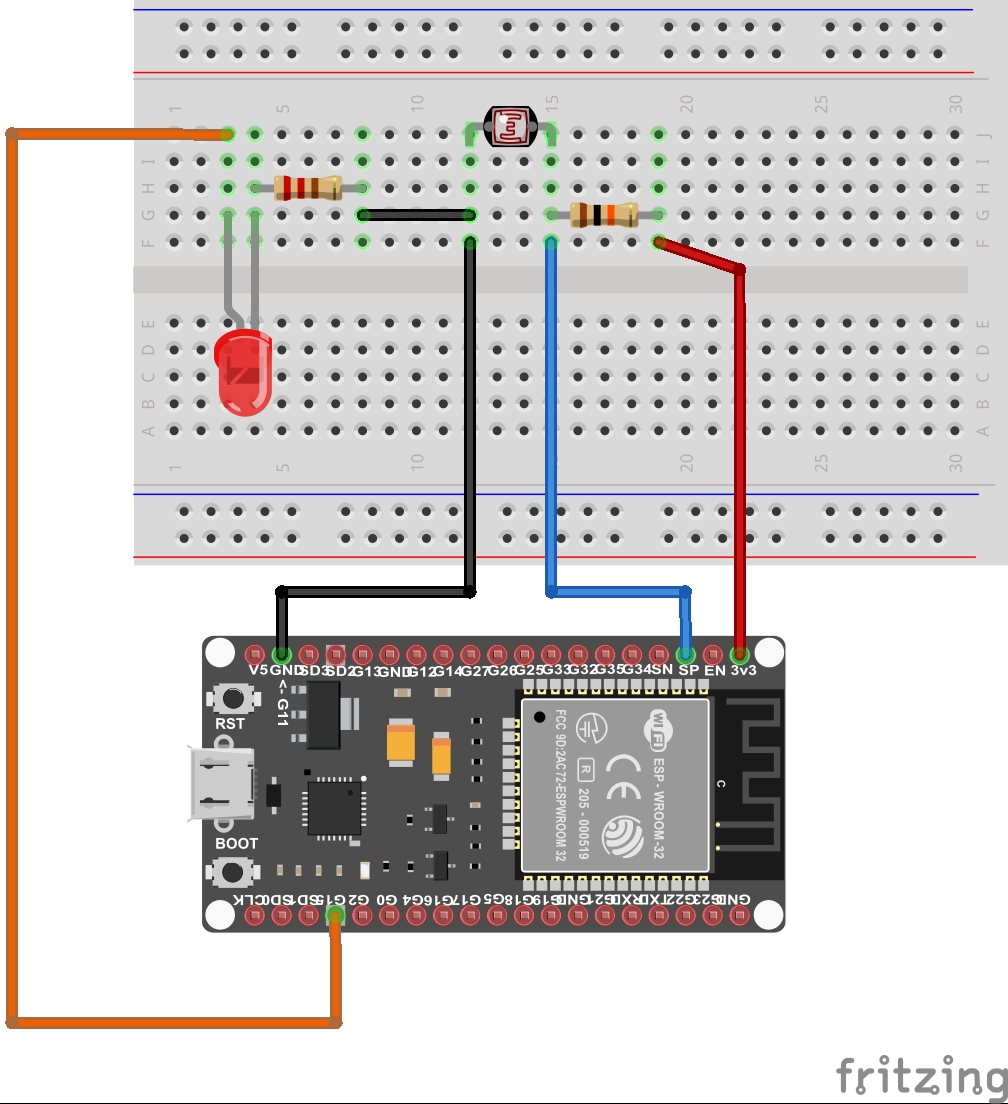 1 5 10 15 20 25 30
J J
I I
H H
G G
F F
E E
D D
C C
B B
A A
1 5 10 15 20 25 30
V5 GND SD3 SD2 G13 GND G12 G14 G27 G26 G25 G33 G32 G35 G34 SN SP EN 3v3
<- G11
RST
BOOT
FCC 9D:2AC72-ESPWROOM 32
R
205 - 000519
CE
WiFi
ESP - WROOM-32
C
CLK SD0 SD1 G15 G2 G0 G4 G16 G17 G5 G18 G19 GND G21 RXD TXD G22 G23 GND
fritzing